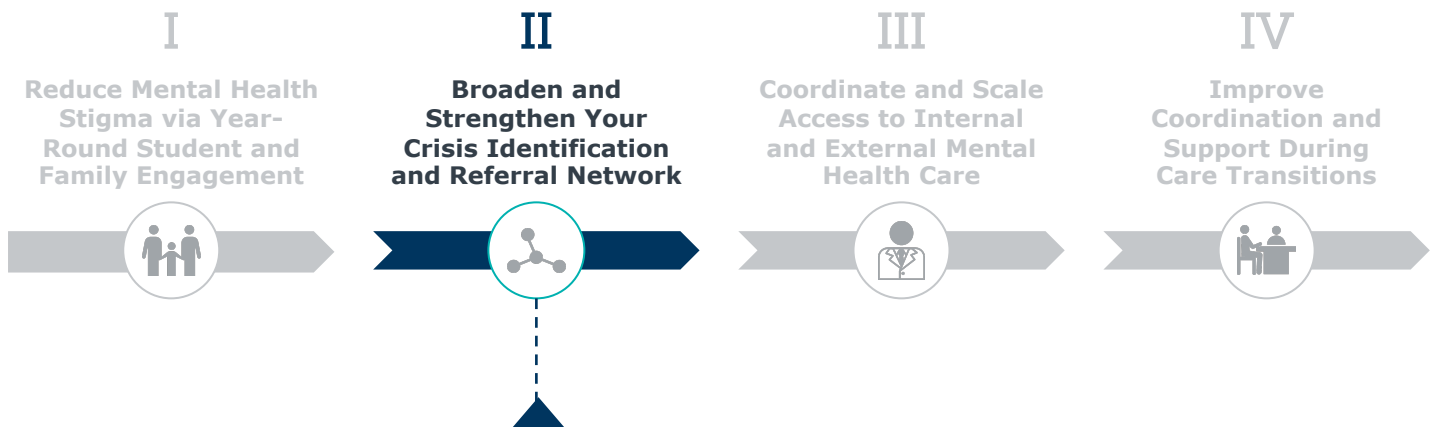 I
Reduce Mental Health
Stigma via Year-
Round Student and
Family Engagement
II
Broaden and
Strengthen Your
Crisis Identification
and Referral Network
III
Coordinate and Scale
Access to Internal
and External Mental
Health Care
IV
Improve
Coordination and
Support During
Care Transitions